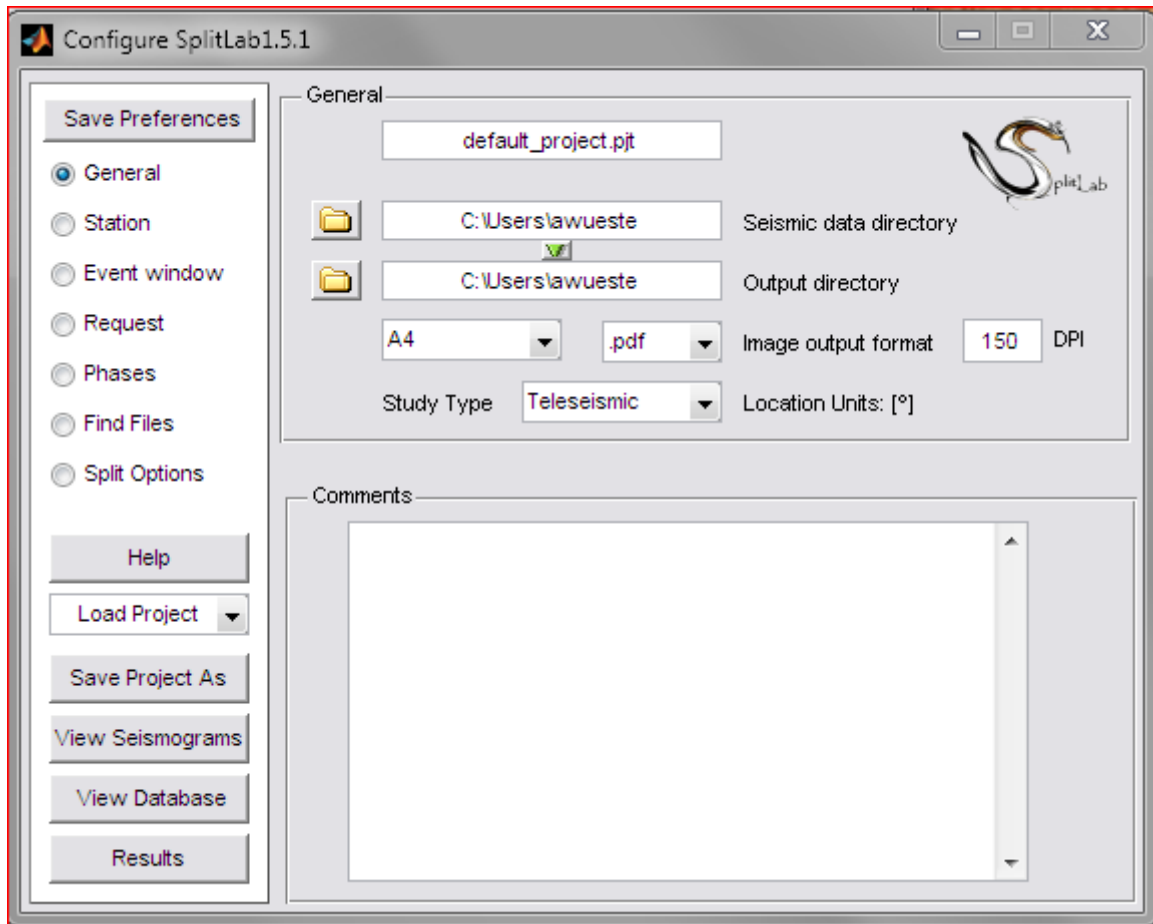 Configure SplitLab1.5.1
Save Preferences
General
Station
Event window
Request
Phases
Find Files
Split Options
Help
Load Project
Save Project As
View Seismograms
View Database
Results
General
default_project.pjt
SplitLab
C:\Users\awueste
Seismic data directory
C:\Users\awueste
Output directory
A4
.pdf
Image output format
150
DPI
Study Type
Teleseismic
Location Units: [º]
Comments